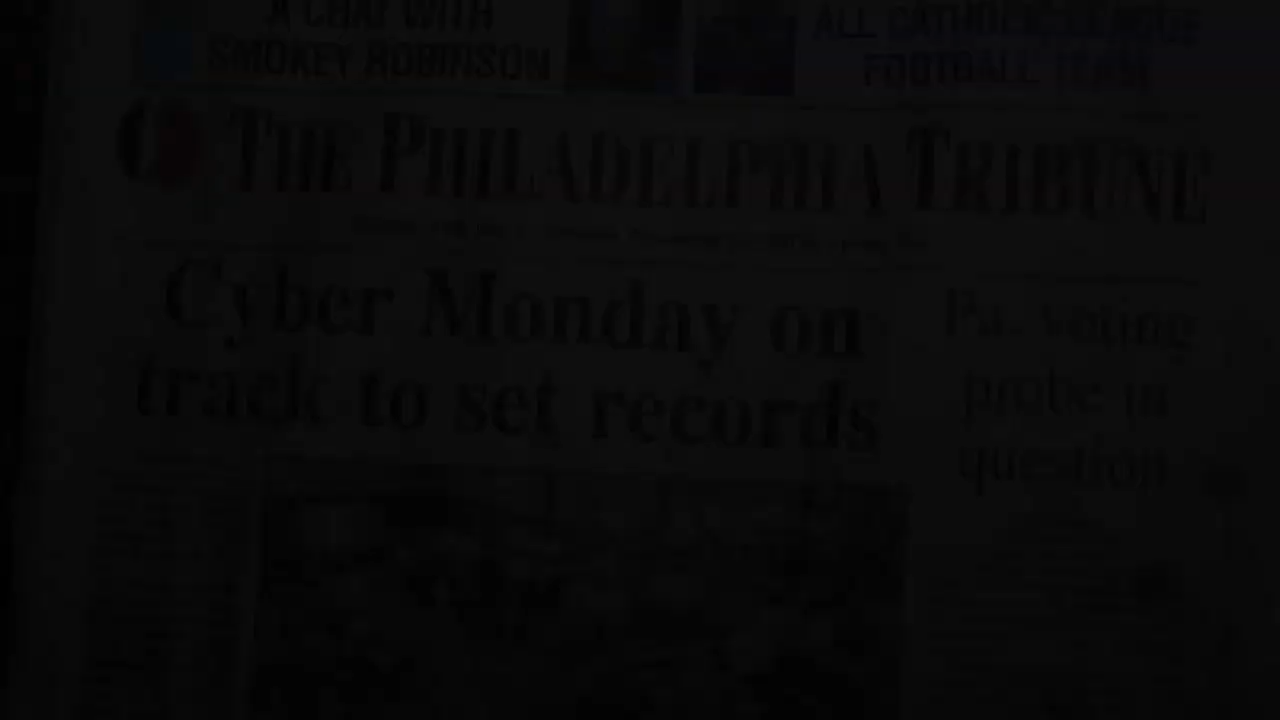 A CHAT WITH
SMOKEY ROBINSON
ALL CATHOLIC LEAGUE
FOOTBALL TEAM
THE PHILADELPHIA TRIBUNE
Cyber Monday on
track to set records
Pa. voting
probe in
question